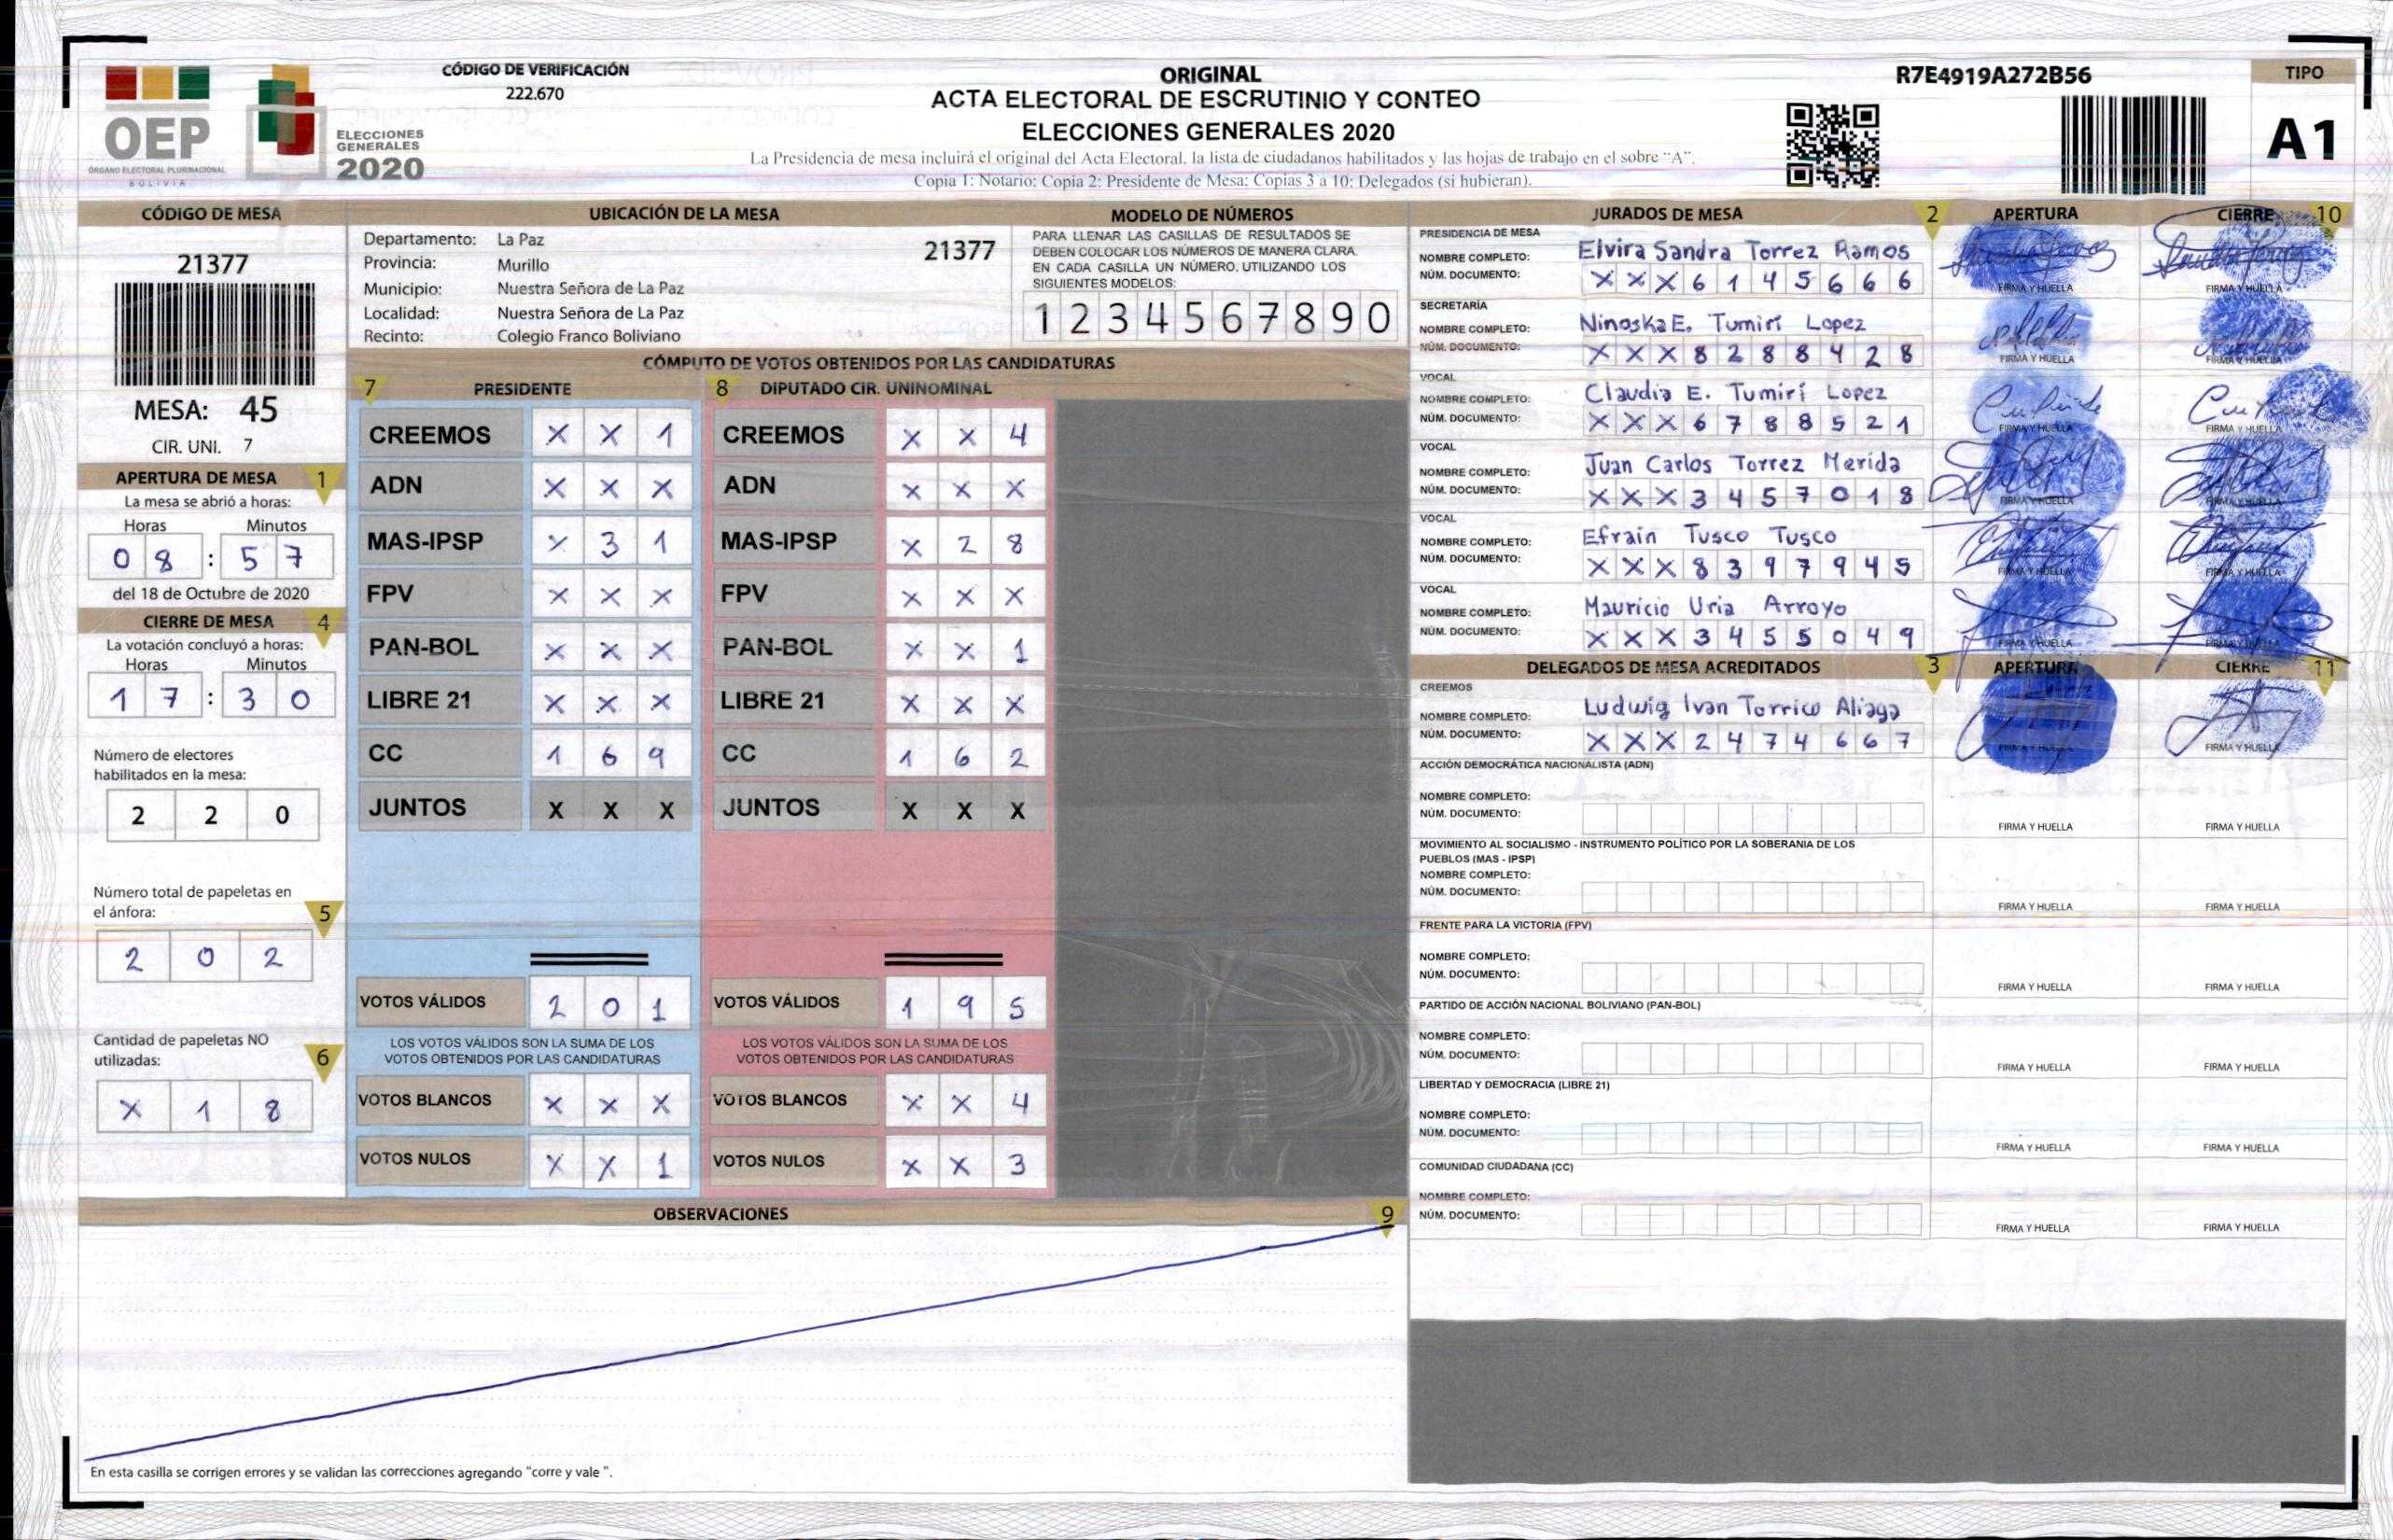 OEP
ÓRGANO ELECTORAL PLURINACIONAL
BOLIVIA
ELECCIONES
GENERALES
2020
CÓDIGO DE VERIFICACIÓN
222.670
ORIGINAL
ACTA ELECTORAL DE ESCRUTINIO Y CONTEO
ELECCIONES GENERALES 2020
La Presidencia de mesa incluirá el original del Acta Electoral, la lista de ciudadanos habilitados y las hojas de trabajo en el sobre "A".
Copia 1: Notario; Copia 2: Presidente de Mesa; Copias 3 a 10: Delegados (si hubieran).
R7E4919A272B56
TIPO
A1
CÓDIGO DE MESA
21377
MESA: 45
CIR. UNI. 7
APERTURA DE MESA 1
La mesa se abrió a horas:
Horas Minutos
0 8 : 5 7
del 18 de Octubre de 2020
CIERRE DE MESA 4
La votación concluyó a horas:
Horas Minutos
1 7 : 3 0
Número de electores
habilitados en la mesa:
2 2 0
Número total de papeletas en
el ánfora: 5
2 0 2
Cantidad de papeletas NO
utilizadas: 6
X 1 8
UBICACIÓN DE LA MESA
Departamento: La Paz
21377
Provincia: Murillo
Municipio: Nuestra Señora de La Paz
Localidad: Nuestra Señora de La Paz
Recinto: Colegio Franco Boliviano
MODELO DE NÚMEROS
PARA LLENAR LAS CASILLAS DE RESULTADOS SE
DEBEN COLOCAR LOS NÚMEROS DE MANERA CLARA.
EN CADA CASILLA UN NÚMERO, UTILIZANDO LOS
SIGUIENTES MODELOS:
1 2 3 4 5 6 7 8 9 0
CÓMPUTO DE VOTOS OBTENIDOS POR LAS CANDIDATURAS
7 PRESIDENTE
CREEMOS X X 1
ADN X X X
MAS-IPSP X 3 1
FPV X X X
PAN-BOL X X X
LIBRE 21 X X X
CC 1 6 9
JUNTOS X X X
VOTOS VÁLIDOS 2 0 1
LOS VOTOS VÁLIDOS SON LA SUMA DE LOS
VOTOS OBTENIDOS POR LAS CANDIDATURAS
VOTOS BLANCOS X X X
VOTOS NULOS X X 1
8 DIPUTADO CIR. UNINOMINAL
CREEMOS X X 4
ADN X X X
MAS-IPSP X 2 8
FPV X X X
PAN-BOL X X 1
LIBRE 21 X X X
CC 1 6 2
JUNTOS X X X
VOTOS VÁLIDOS 1 9 5
LOS VOTOS VÁLIDOS SON LA SUMA DE LOS
VOTOS OBTENIDOS POR LAS CANDIDATURAS
VOTOS BLANCOS X X 4
VOTOS NULOS X X 3
OBSERVACIONES 9
En esta casilla se corrigen errores y se validan las correcciones agregando "corre y vale ".
JURADOS DE MESA 2 APERTURA CIERRE 10
PRESIDENCIA DE MESA
NOMBRE COMPLETO: Elvira Sandra Torrez Ramos
NÚM. DOCUMENTO: X X X 6 1 4 5 6 6 6
FIRMA Y HUELLA FIRMA Y HUELLA
SECRETARÍA
NOMBRE COMPLETO: Ninoska E. Tumirí Lopez
NÚM. DOCUMENTO: X X X 8 2 8 8 4 2 8
FIRMA Y HUELLA FIRMA Y HUELLA
VOCAL
NOMBRE COMPLETO: Claudia E. Tumirí Lopez
NÚM. DOCUMENTO: X X X 6 7 8 8 5 2 1
FIRMA Y HUELLA FIRMA Y HUELLA
VOCAL
NOMBRE COMPLETO: Juan Carlos Torrez Merida
NÚM. DOCUMENTO: X X X 3 4 5 7 0 1 8
FIRMA Y HUELLA FIRMA Y HUELLA
VOCAL
NOMBRE COMPLETO: Efrain Tusco Tusco
NÚM. DOCUMENTO: X X X 8 3 9 7 9 4 5
FIRMA Y HUELLA FIRMA Y HUELLA
VOCAL
NOMBRE COMPLETO: Mauricio Uria Arroyo
NÚM. DOCUMENTO: X X X 3 4 5 5 0 4 9
FIRMA Y HUELLA FIRMA Y HUELLA
DELEGADOS DE MESA ACREDITADOS 3 APERTURA CIERRE 11
CREEMOS
NOMBRE COMPLETO: Ludwig Ivan Torrico Aliaga
NÚM. DOCUMENTO: X X X 2 4 7 4 6 6 7
FIRMA Y HUELLA FIRMA Y HUELLA
ACCIÓN DEMOCRÁTICA NACIONALISTA (ADN)
NOMBRE COMPLETO:
NÚM. DOCUMENTO:
FIRMA Y HUELLA FIRMA Y HUELLA
MOVIMIENTO AL SOCIALISMO - INSTRUMENTO POLÍTICO POR LA SOBERANIA DE LOS
PUEBLOS (MAS - IPSP)
NOMBRE COMPLETO:
NÚM. DOCUMENTO:
FIRMA Y HUELLA FIRMA Y HUELLA
FRENTE PARA LA VICTORIA (FPV)
NOMBRE COMPLETO:
NÚM. DOCUMENTO:
FIRMA Y HUELLA FIRMA Y HUELLA
PARTIDO DE ACCIÓN NACIONAL BOLIVIANO (PAN-BOL)
NOMBRE COMPLETO:
NÚM. DOCUMENTO:
FIRMA Y HUELLA FIRMA Y HUELLA
LIBERTAD Y DEMOCRACIA (LIBRE 21)
NOMBRE COMPLETO:
NÚM. DOCUMENTO:
FIRMA Y HUELLA FIRMA Y HUELLA
COMUNIDAD CIUDADANA (CC)
NOMBRE COMPLETO:
NÚM. DOCUMENTO:
FIRMA Y HUELLA FIRMA Y HUELLA